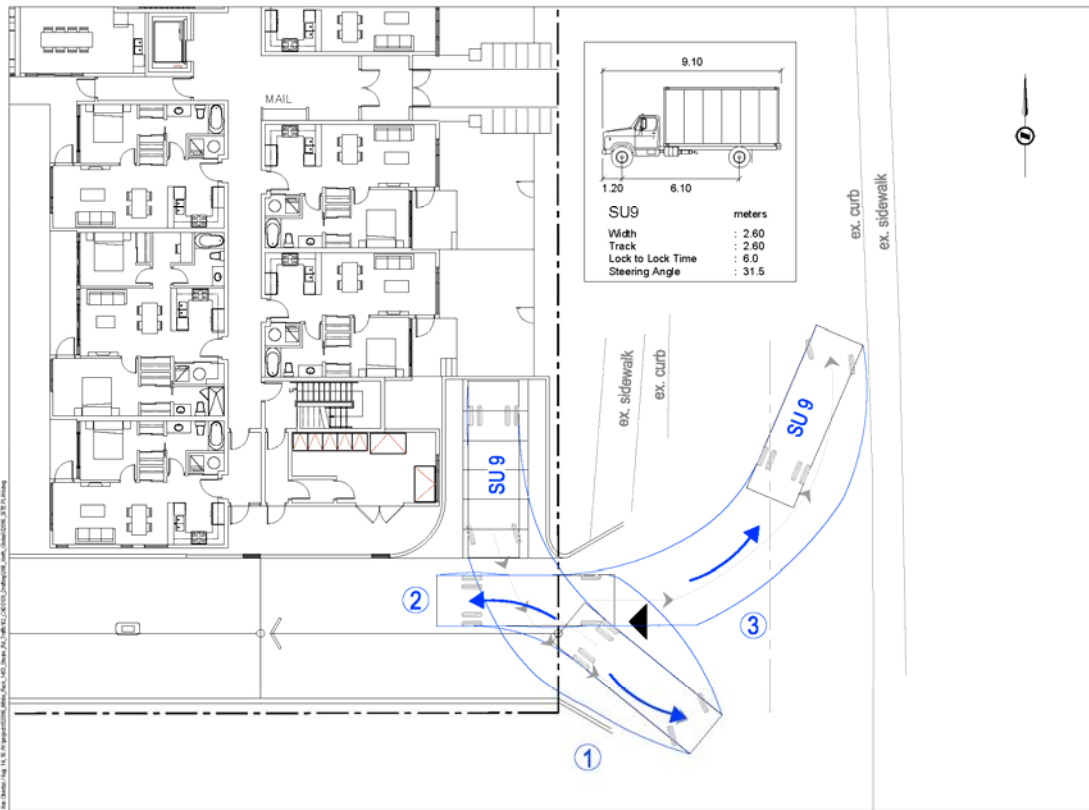 MAIL
9.10
1.20 6.10
SU9 meters
Width : 2.60
Track : 2.60
Lock to Lock Time : 6.0
Steering Angle : 31.5
ex. curb
ex. sidewalk
ex. sidewalk
ex. curb
SU 9
SU 9
2
3
1